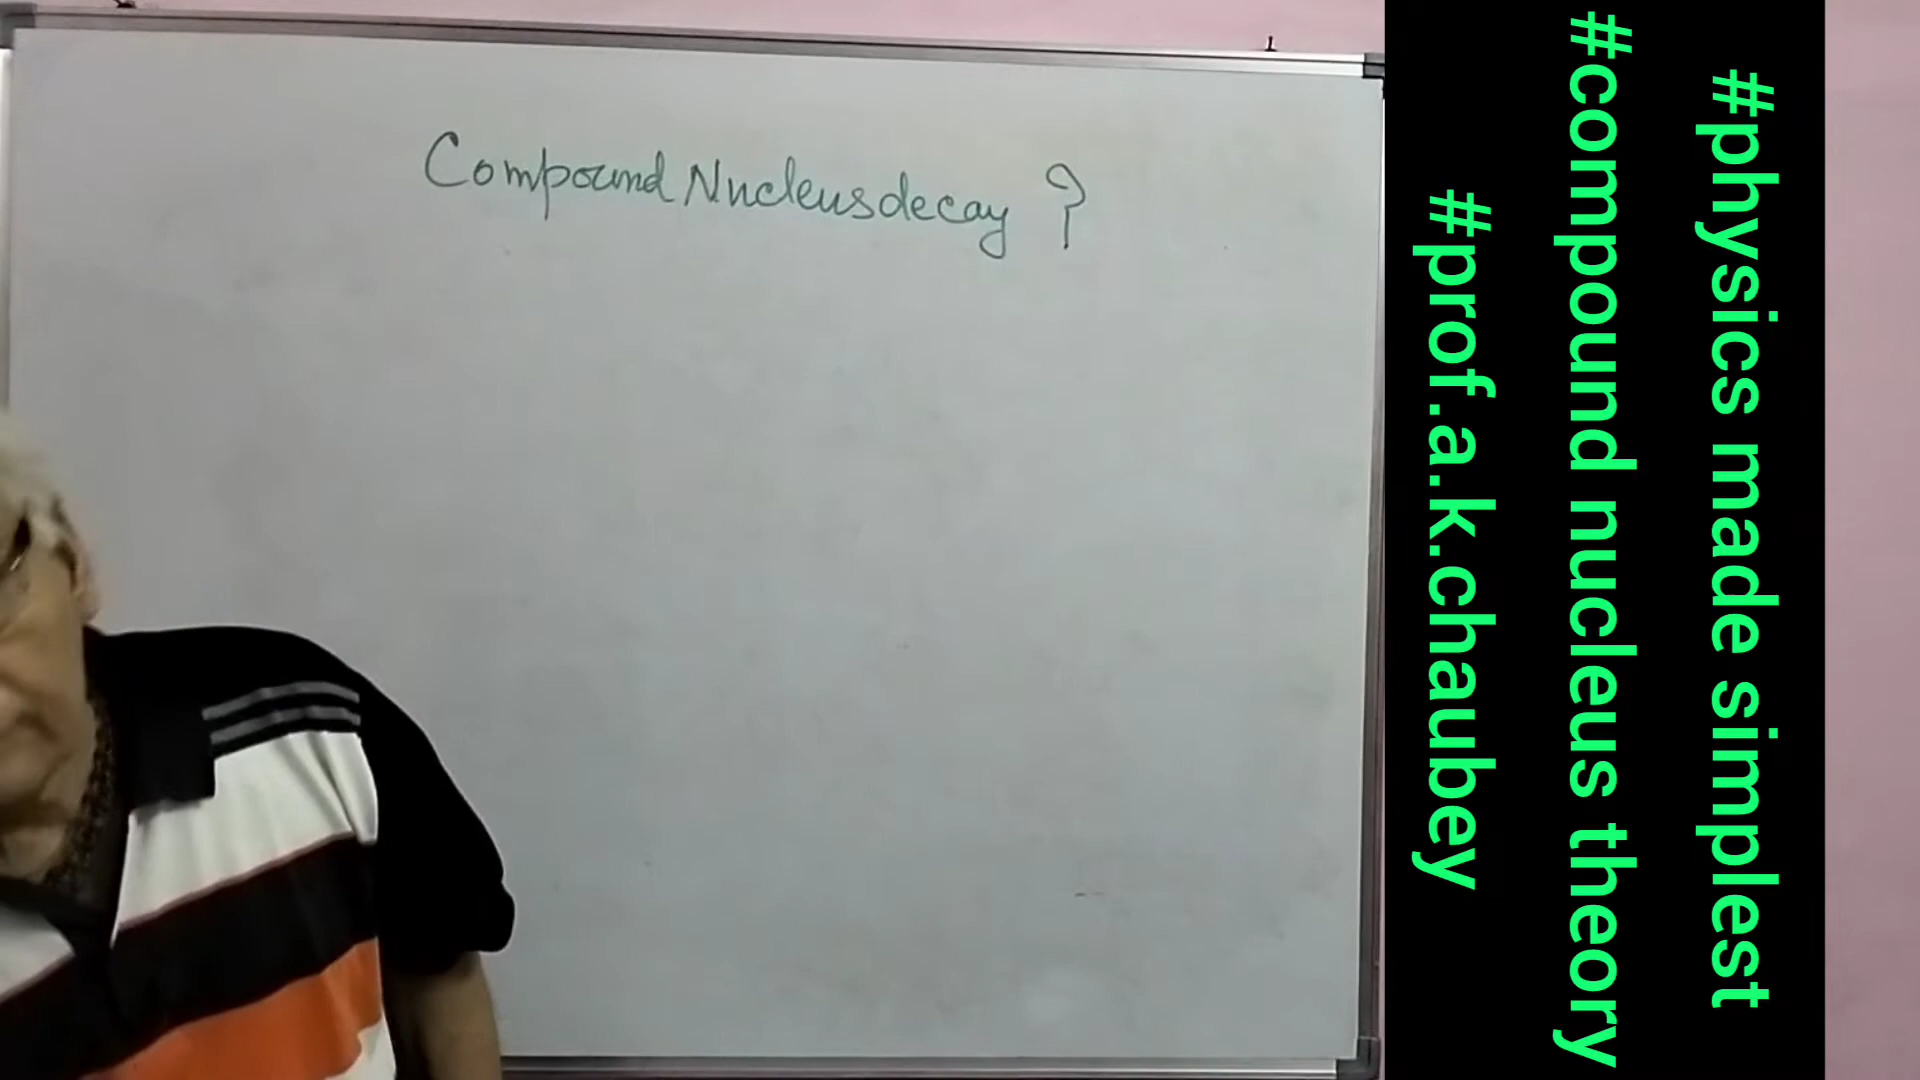 Compound Nucleus decay ?
#physics made simplest
#compound nucleus theory
#prof.a.k.chaubey